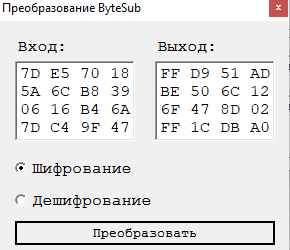 Преобразование ByteSub
Вход: Выход:
7D E5 70 18 FF D9 51 AD
5A 6C B8 39 BE 50 6C 12
06 16 B4 6A 6F 47 8D 02
7D C4 9F 47 FF 1C DB A0
Шифрование
Дешифрование
Преобразовать